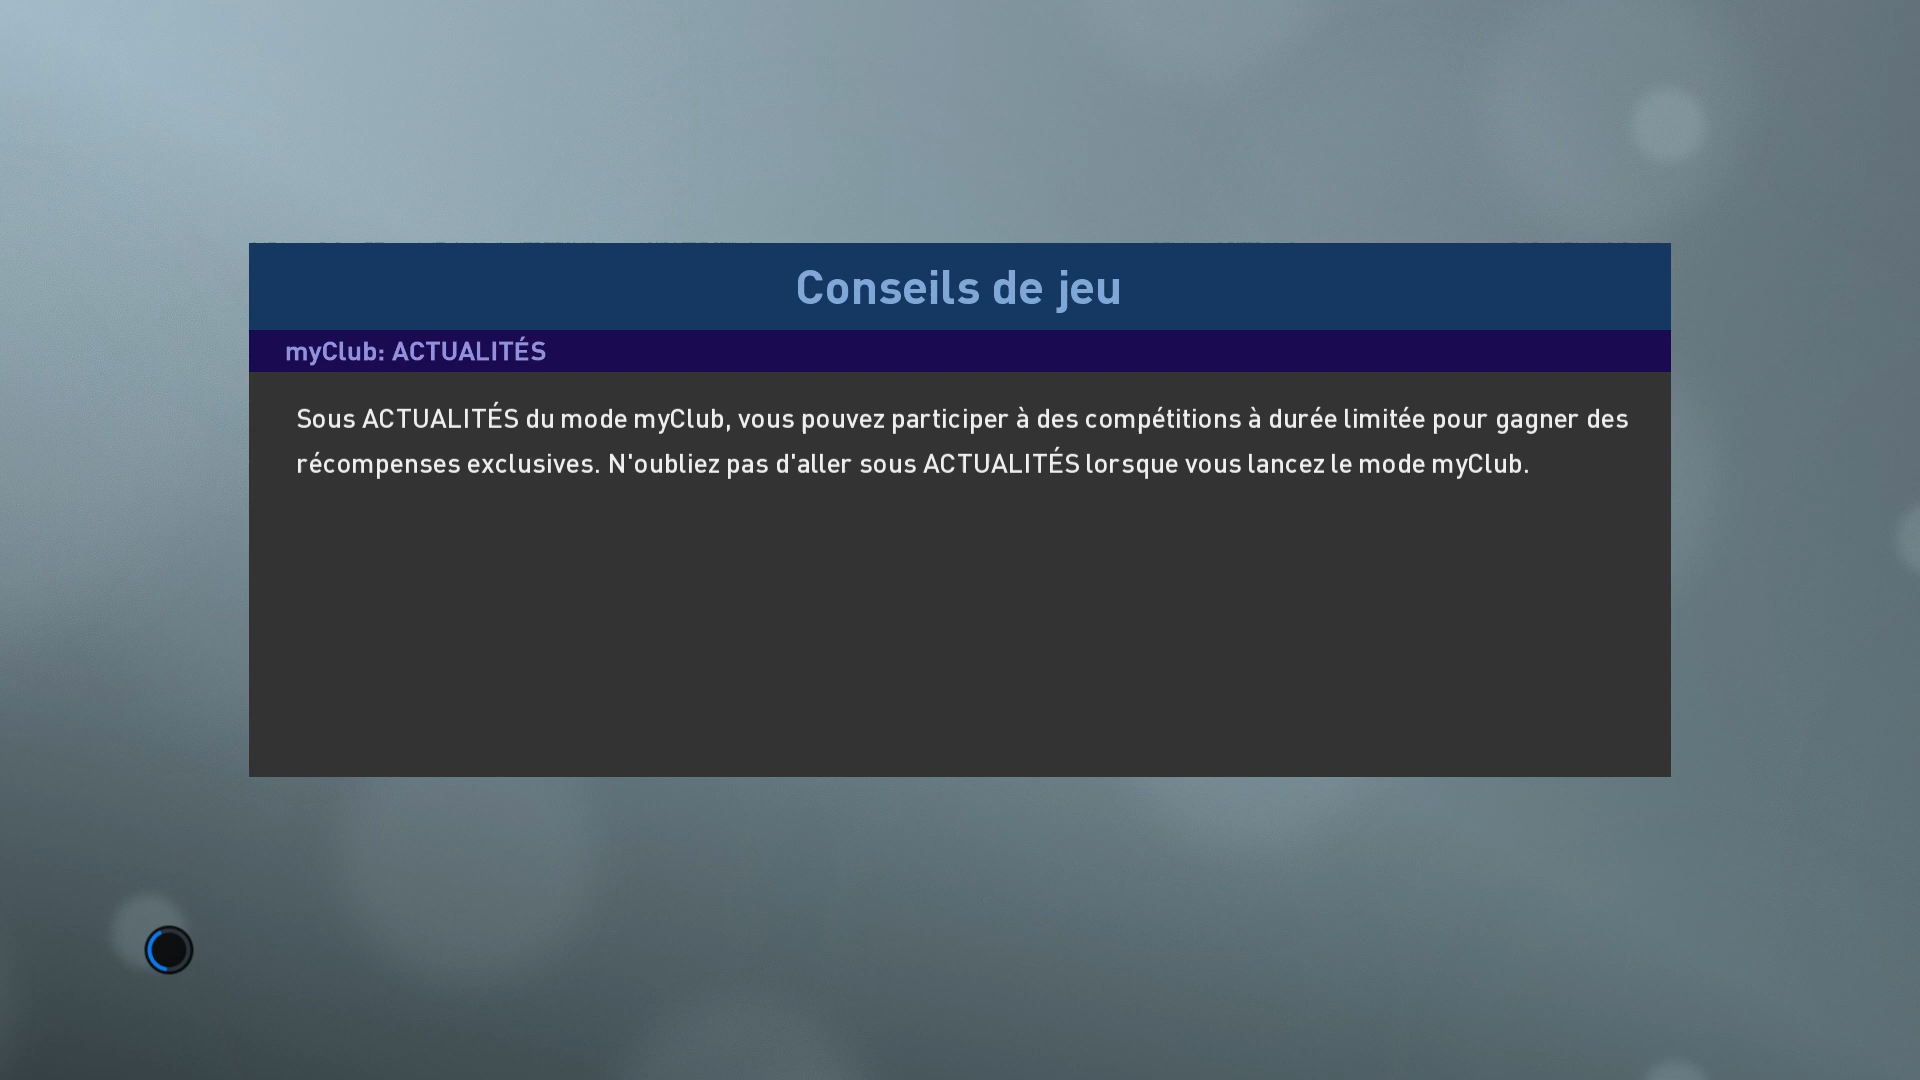 Conseils de jeu
myClub: ACTUALITÉS
Sous ACTUALITÉS du mode myClub, vous pouvez participer à des compétitions à durée limitée pour gagner des
récompenses exclusives. N'oubliez pas d'aller sous ACTUALITÉS lorsque vous lancez le mode myClub.